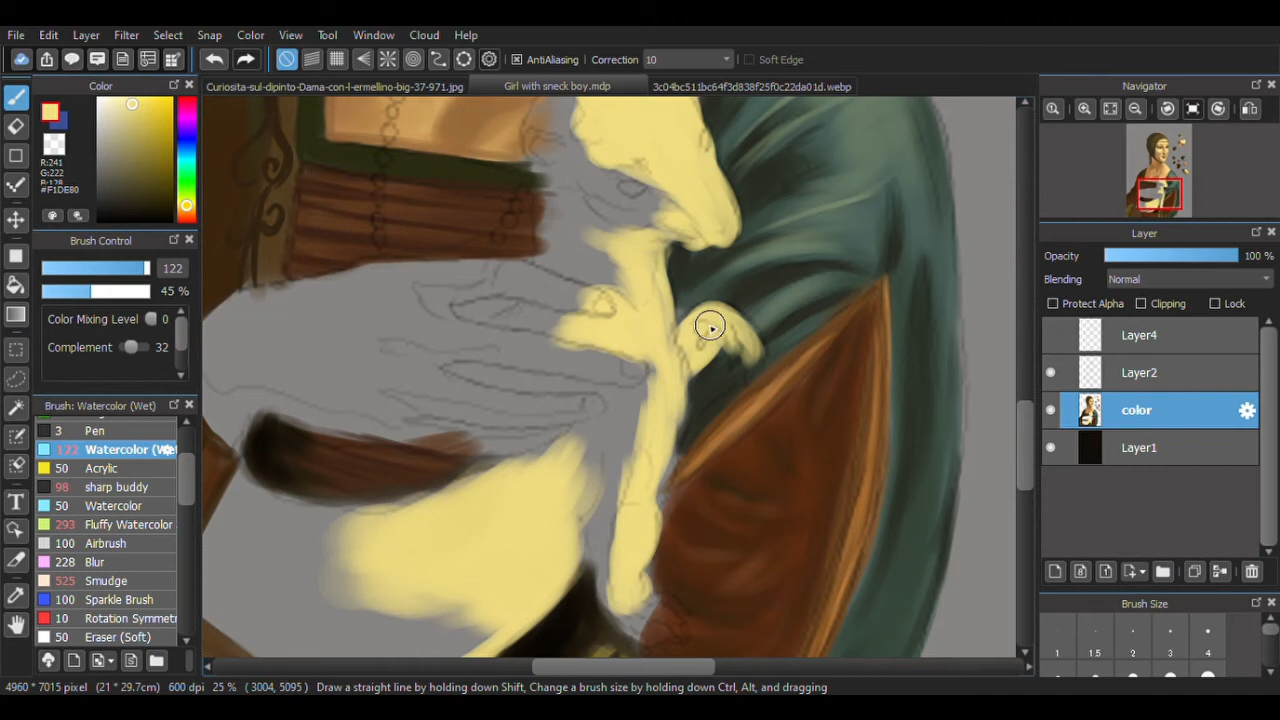 File Edit Layer Filter Select Snap Color View Tool Window Cloud Help
AntiAliasing Correction 10 Soft Edge
Color
Curiosita-sul-dipinto-Dama-con-l-ermellino-big-37-971.jpg Girl with sneck boy.mdp 3c04bc511bc64f3d838f25f0c22da01d.webp
Navigator
R:241
G:222
B:128
#F1DE80
Brush Control
122
45 %
Color Mixing Level 0
Complement 32
Brush: Watercolor (Wet)
3 Pen
122 Watercolor (Wet
50 Acrylic
98 sharp buddy
50 Watercolor
293 Fluffy Watercolor
100 Airbrush
228 Blur
525 Smudge
100 Sparkle Brush
10 Rotation Symmetr
50 Eraser (Soft)
Layer
Opacity 100 %
Blending Normal
Protect Alpha Clipping Lock
Layer4
Layer2
color
Layer1
Brush Size
1 1.5 2 3 4
4960 * 7015 pixel (21 * 29.7cm) 600 dpi 25 % ( 3004, 5095 ) Draw a straight line by holding down Shift, Change a brush size by holding down Ctrl, Alt, and dragging